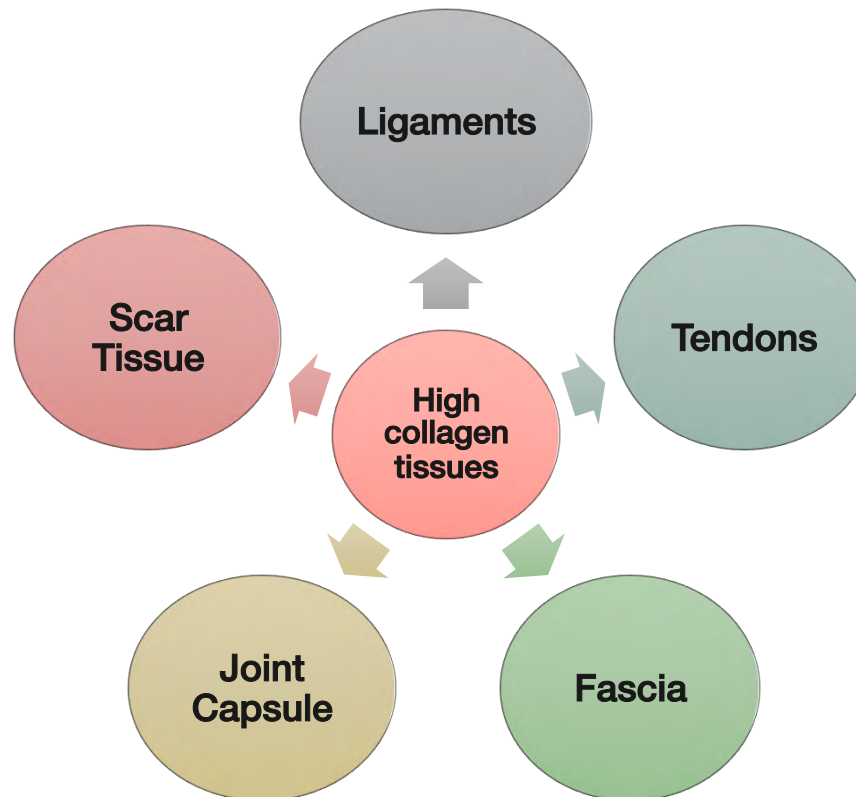 Ligaments
Scar
Tissue
Tendons
High
collagen
tissues
Joint
Capsule
Fascia